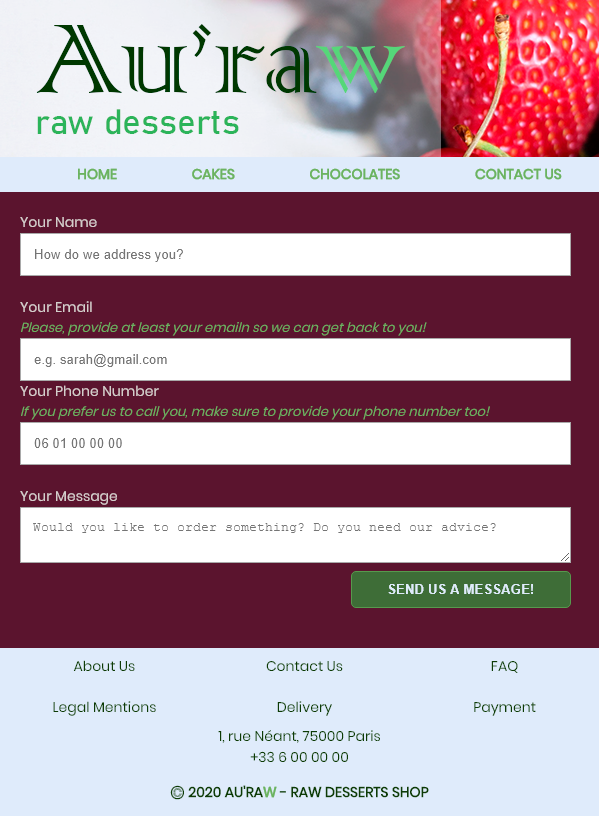 Au'raw
raw desserts
HOME CAKES CHOCOLATES CONTACT US
Your Name
How do we address you?
Your Email
Please, provide at least your emailn so we can get back to you!
e.g. sarah@gmail.com
Your Phone Number
If you prefer us to call you, make sure to provide your phone number too!
06 01 00 00 00
Your Message
Would you like to order something? Do you need our advice?
SEND US A MESSAGE!
About Us Contact Us FAQ
Legal Mentions Delivery Payment
1, rue Néant, 75000 Paris
+33 6 00 00 00
© 2020 AU'RAW - RAW DESSERTS SHOP